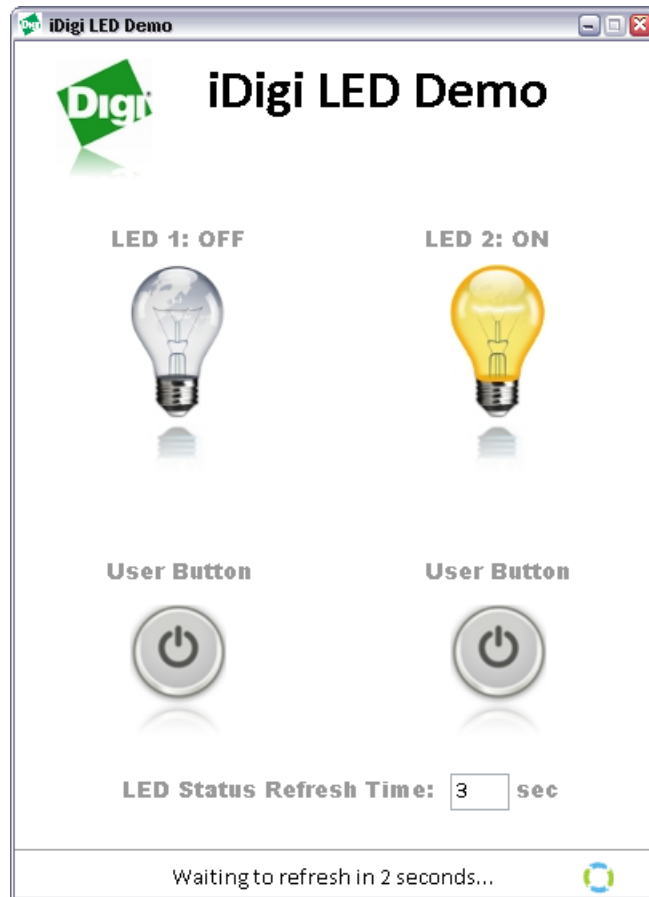 iDigi LED Demo
Digi
iDigi LED Demo
LED 1: OFF
LED 2: ON
User Button
User Button
LED Status Refresh Time: 3 sec
Waiting to refresh in 2 seconds...